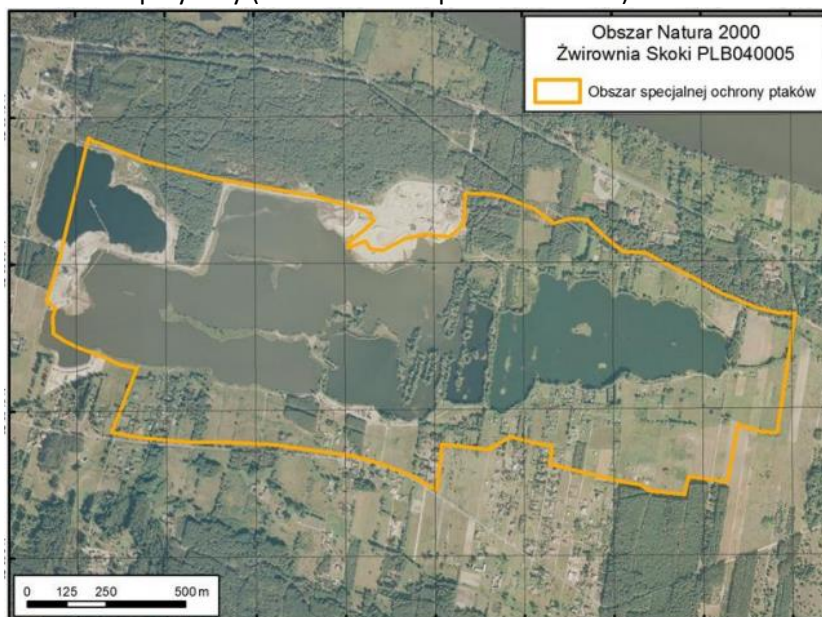 Obszar Natura 2000
Żwirownia Skoki PLB040005
Obszar specjalnej ochrony ptaków
0 125 250 500 m